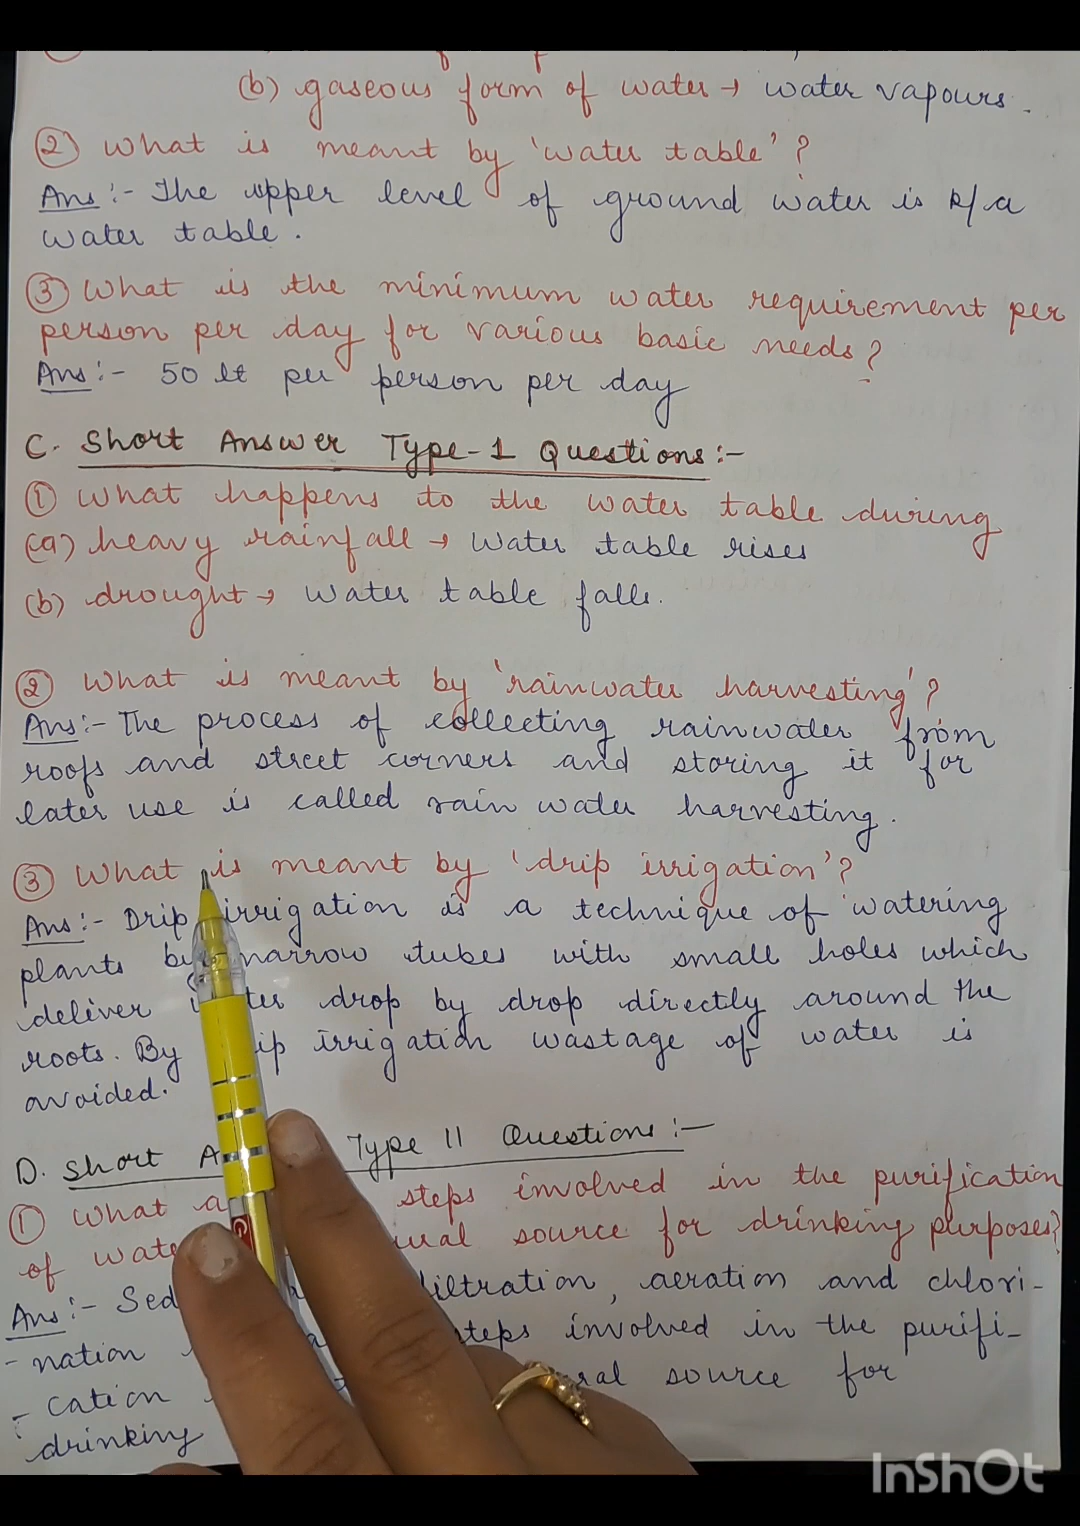 (b) gaseous form of water → water vapours.
② What is meant by 'water table'?
Ans:- The upper level of ground water is k/a
water table.
③ What is the minimum water requirement per
person per day for various basic needs?
Ans:- 50 lt per person per day
C. Short Answer Type-1 Questions:-
① What happens to the water table during
(a) heavy rainfall → Water table rises
(b) drought → Water table falls.
② What is meant by 'rainwater harvesting'?
Ans:- The process of collecting rainwater from
roofs and street corners and storing it for
later use is called rain water harvesting.
③ What is meant by 'drip irrigation'?
Ans:- Drip irrigation is a technique of watering
plants by narrow tubes with small holes which
deliver drop by drop directly around the
roots. By irrigation wastage of water is
avoided.
D. Short Type II Questions:-
① What steps involved in the purification
of source for drinking purposes?
Ans:- filtration, aeration and chlori-
-nation steps involved in the purifi-
-cation source for
drinking
InShOt